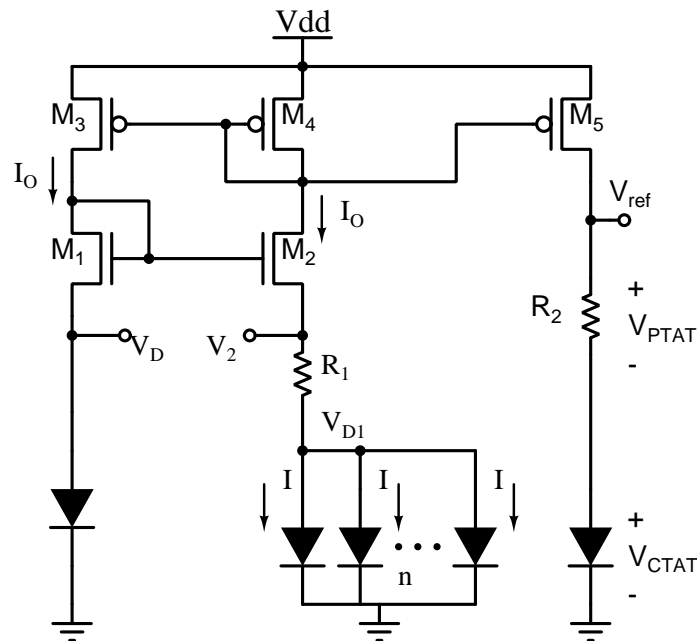 Vdd
M3
M4
M5
IO
IO
Vref
M1
M2
VD
V2
R1
R2
+
VPTAT
-
VD1
I
I
I
n
+
VCTAT
-